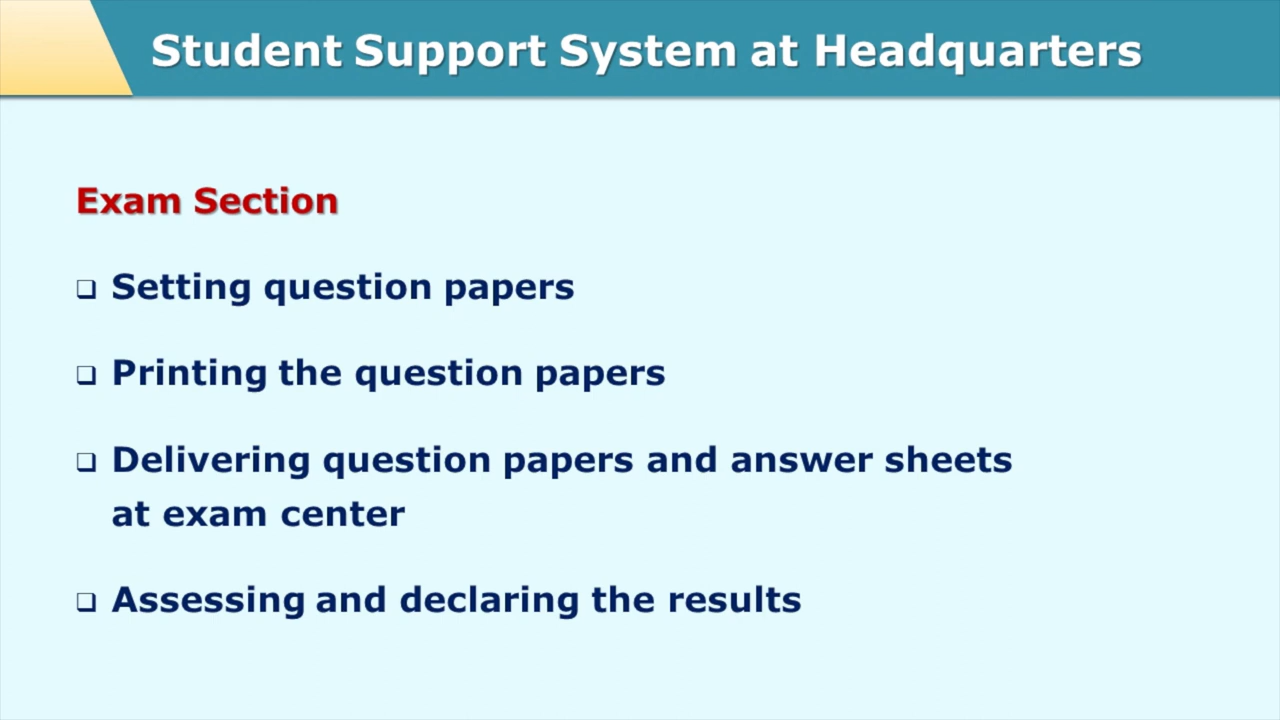 Student Support System at Headquarters
Exam Section
❑ Setting question papers
❑ Printing the question papers
❑ Delivering question papers and answer sheets
at exam center
❑ Assessing and declaring the results